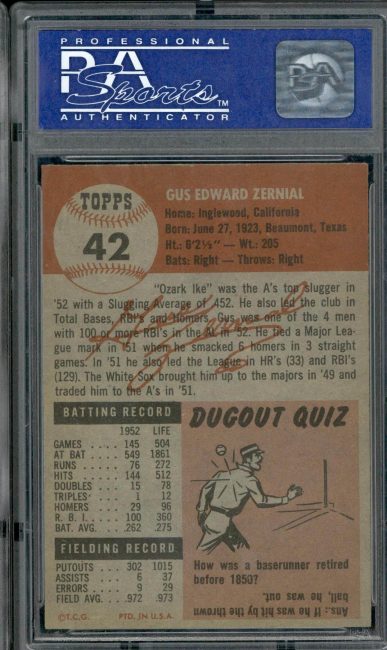 PROFESSIONAL
PSA
Sports™
AUTHENTICATOR
PSA
TOPPS
42
GUS EDWARD ZERNIAL
Home: Inglewood, California
Born: June 27, 1923, Beaumont, Texas
Ht.: 6'2½" — Wt.: 205
Bats: Right — Throws: Right
"Ozark Ike" was the A's top slugger in
'52 with a Slugging Average of .452. He also led the club in
Total Bases, RBI's and Homers. Gus was one of the 4 men
with 100 or more RBI's in the AL in '52. He tied a Major Lea-
gue mark in '51 when he smacked 6 homers in 3 straight
games. In '51 he also led the League in HR's (33) and RBI's
(129). The White Sox brought him up to the majors in '49 and
traded him to the A's in '51.
BATTING RECORD
1952 LIFE
GAMES .... 145 504
AT BAT .... 549 1861
RUNS .... 76 272
HITS .... 144 512
DOUBLES .. 15 78
TRIPLES .. 1 12
HOMERS .. 29 96
R. B. I. .... 100 360
BAT. AVG. .262 .275
FIELDING RECORD
PUTOUTS .. 302 1015
ASSISTS ... 6 37
ERRORS ... 9 29
FIELD AV. .972 .973
©T.C.G. PTD. IN U.S.A.
DUGOUT QUIZ
How was a baserunner retired
before 1850?
Ans.: If he was hit by the thrown
ball, he was out.